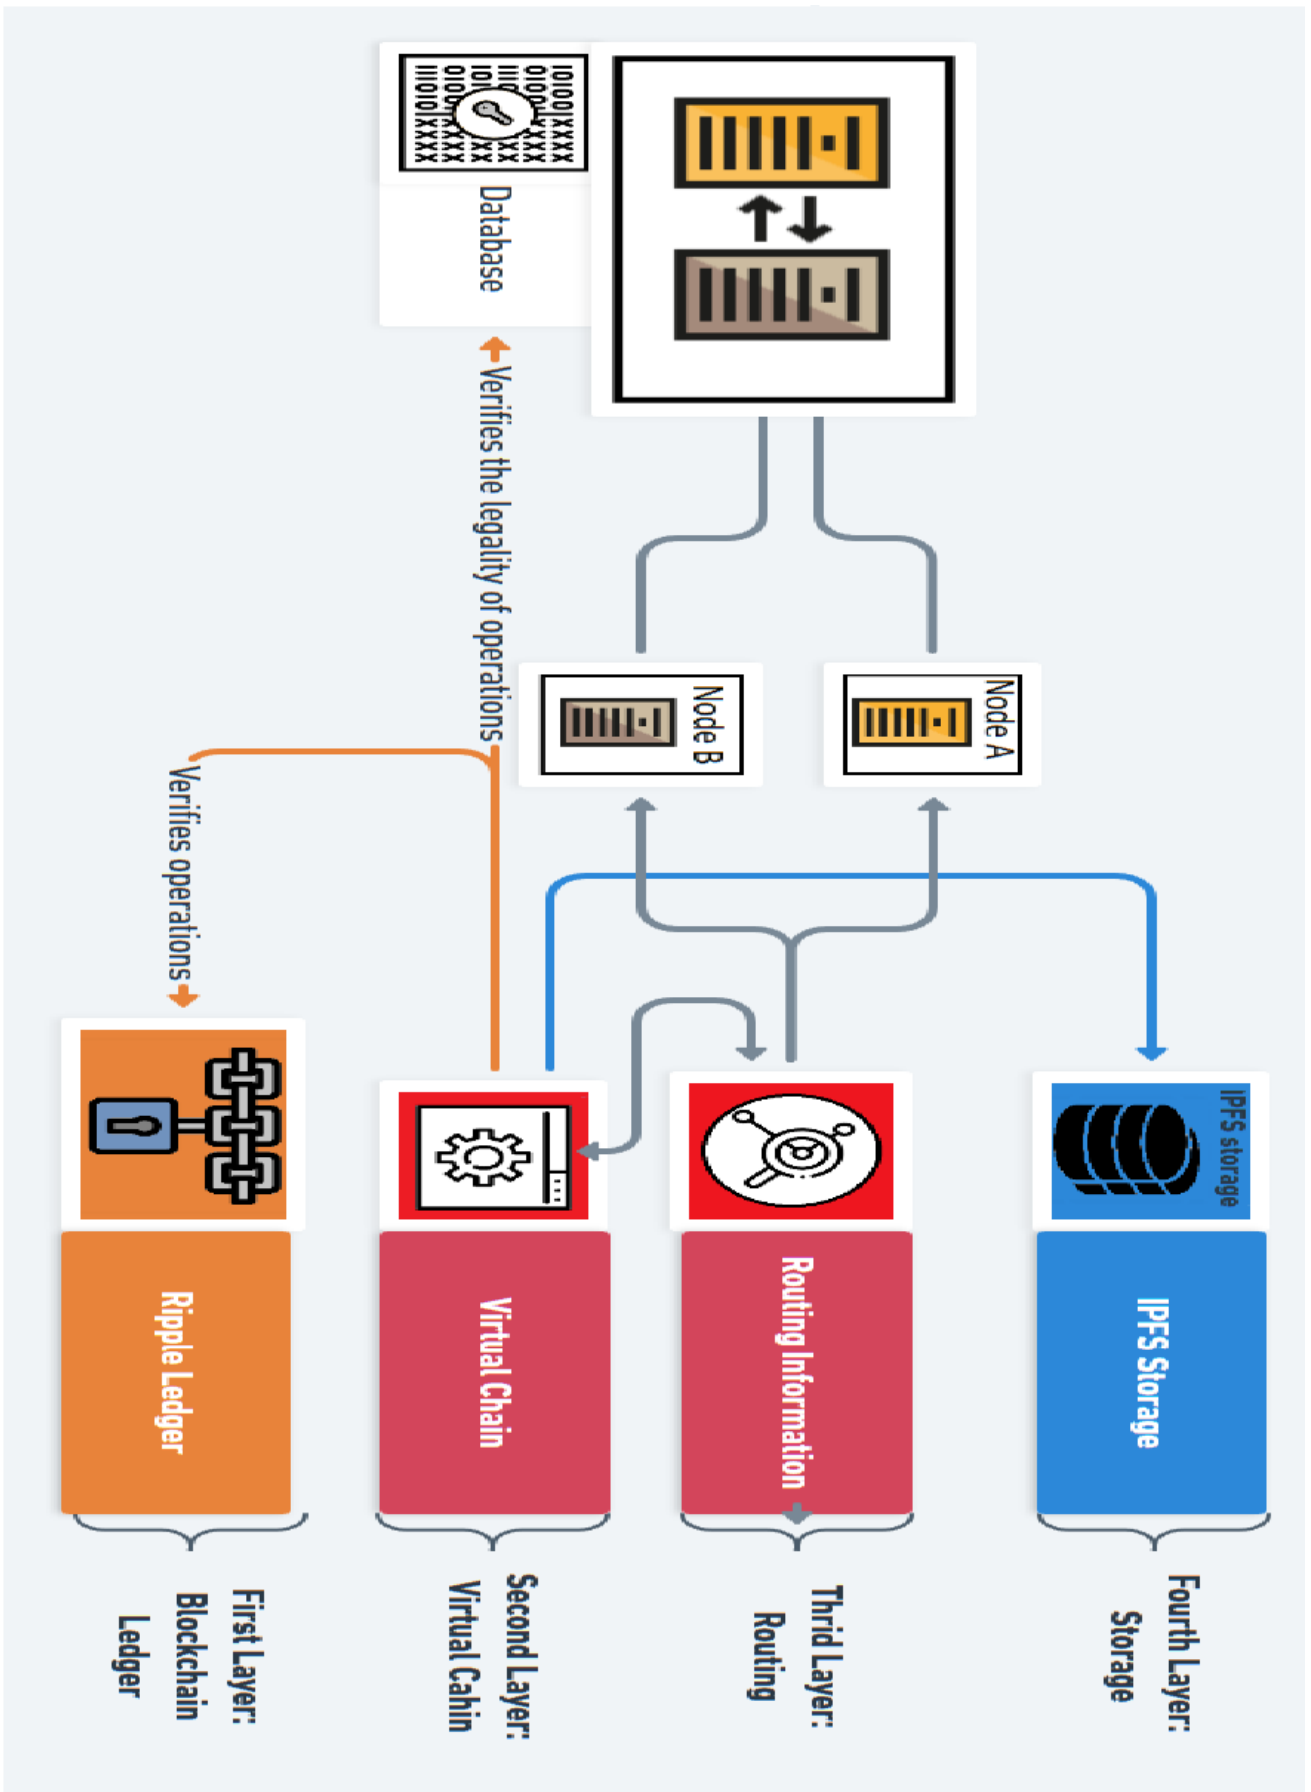 IPFS storage
IPFS Storage
Fourth Layer:
Storage
Node A
Routing Information
Thrid Layer:
Routing
Node B
Database
Verifies the legality of operations
Virtual Chain
Second Layer:
Virtual Cahin
Verifies operations
Ripple Ledger
First Layer:
Blockchain
Ledger